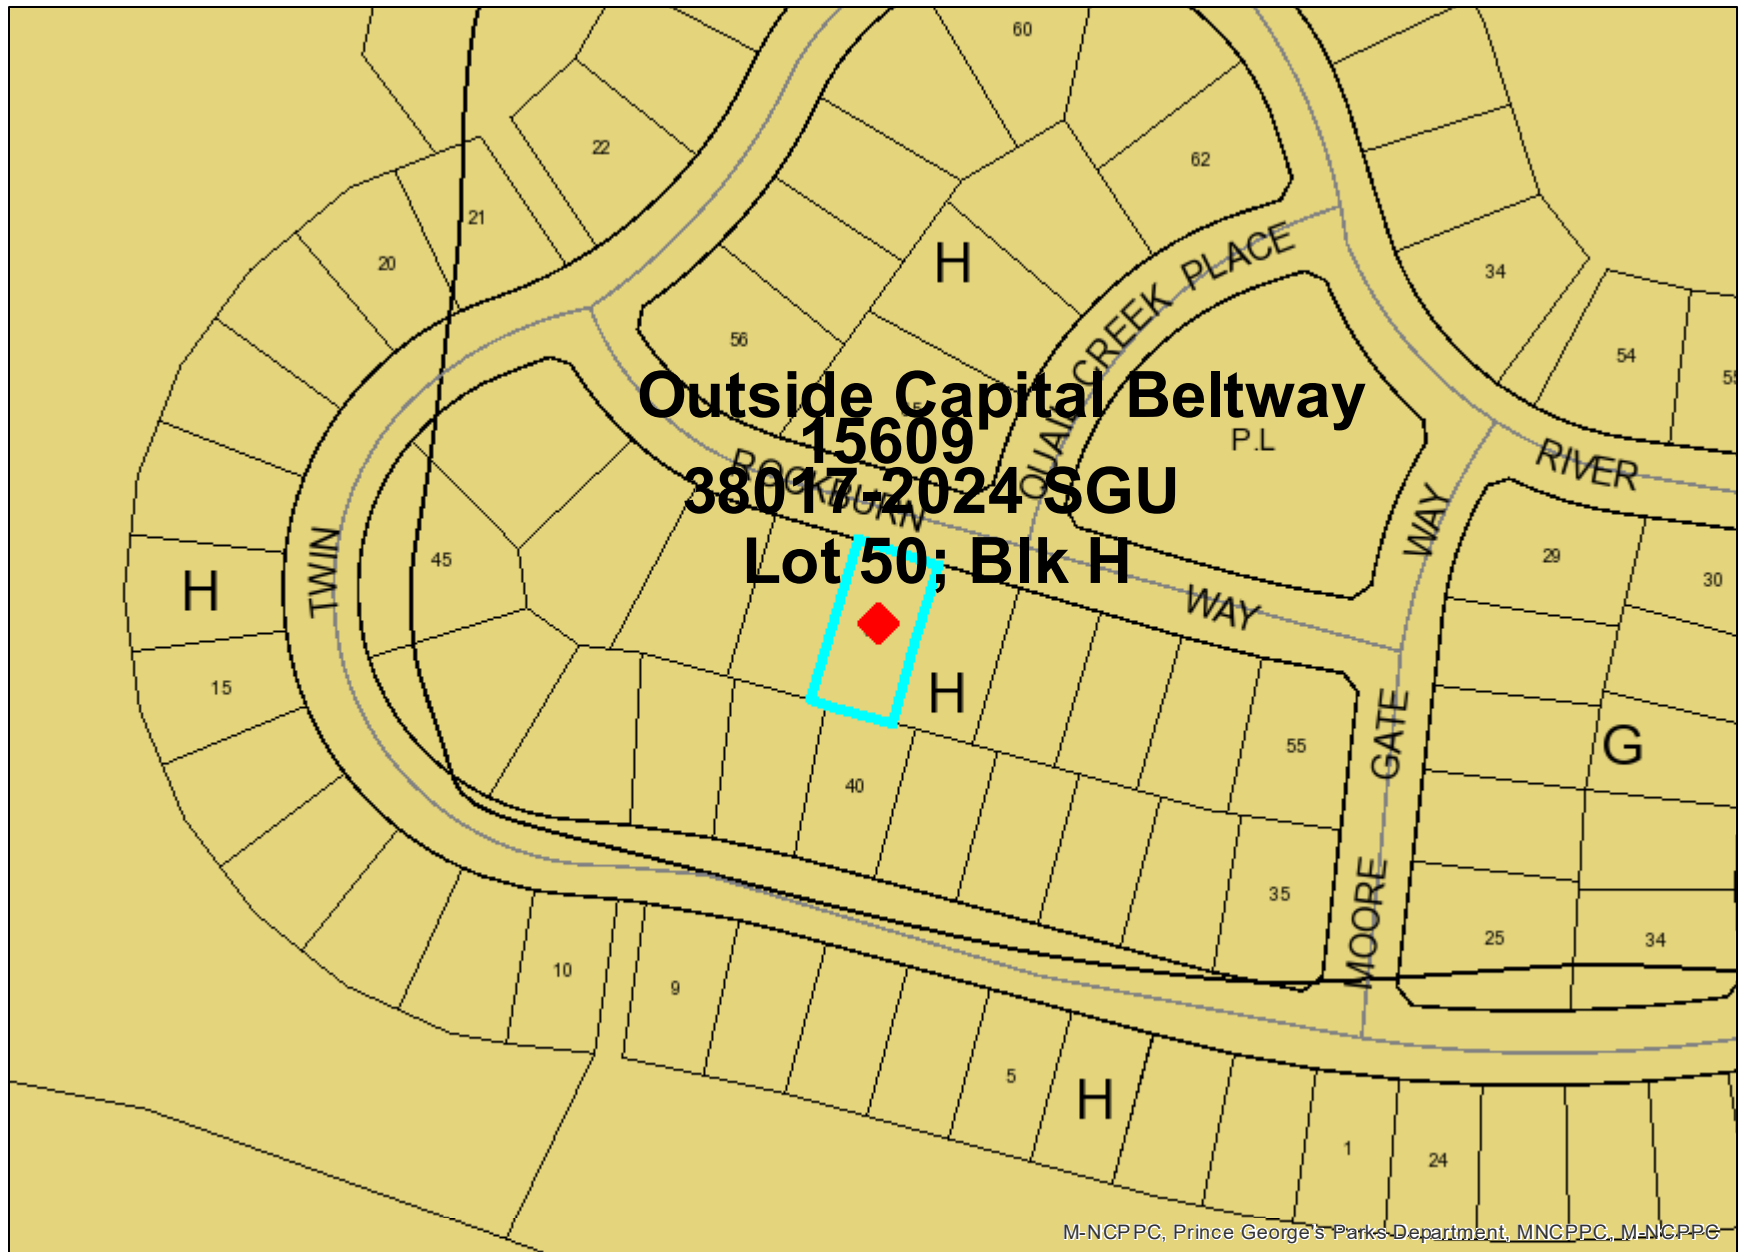 60
22
62
21
20
H
QUAIL CREEK PLACE
34
56
54
Outside Capital Beltway
15609
P.L
RIVER
ROCKBURN
38017-2024 SGU
WAY
Lot 50; Blk H
29
30
45
H
TWIN
WAY
15
H
GATE
55
G
40
MOORE
35
25
34
10
9
5
H
1
24
M-NCPPC, Prince George's Parks Department, MNCPPC, M-NCPPC